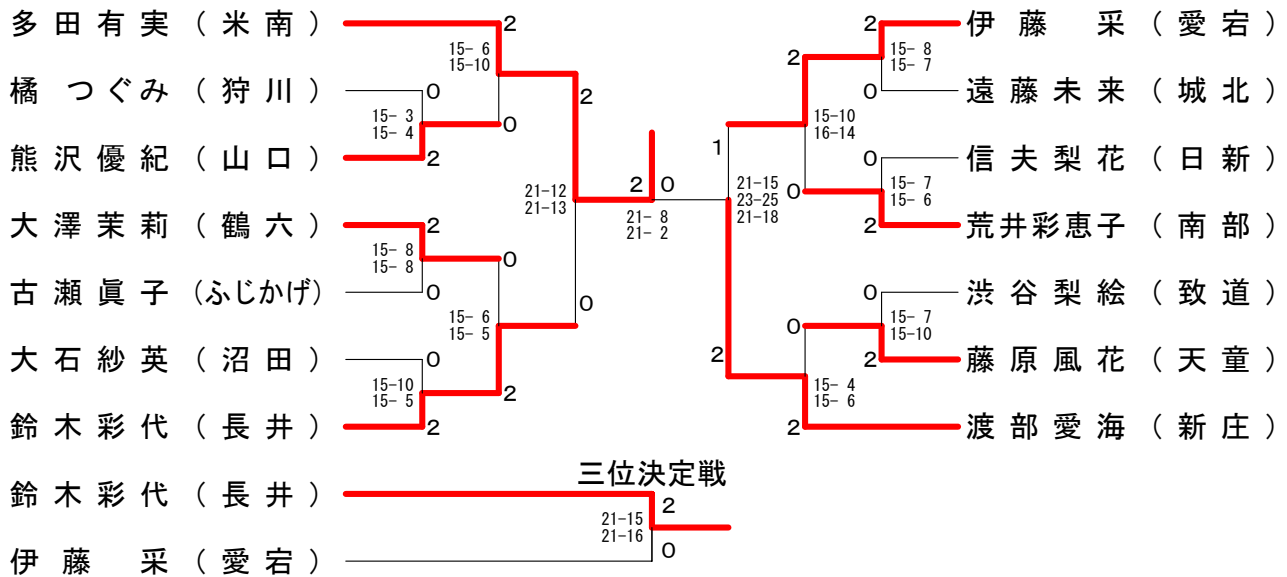 多田有実（米南） 2 2 伊藤　采（愛宕）
15- 6 2 15- 8
15-10 15- 7
橘 つぐみ（狩川） 0 2 0 遠藤未来（城北）
15- 3 15-10
15- 4 0 16-14
熊沢優紀（山口） 2 1 0 信夫梨花（日新）
21-12 2 0 21-15 0 15- 7
21-13 23-25 15- 6
21- 8 21-18
21- 2
大澤茉莉（鶴六） 2 2 荒井彩恵子（南部）
15- 8 0
15- 8
古瀬眞子（ふじかげ） 0 0 0 渋谷梨絵（致道）
15- 6 0 15- 7
15- 5 15-10
大石紗英（沼田） 0 2 2 藤原風花（天童）
15-10 2 15- 4
15- 5 15- 6
鈴木彩代（長井） 2 2 渡部愛海（新庄）
三位決定戦
鈴木彩代（長井） 2
21-15
21-16
伊藤　采（愛宕） 0